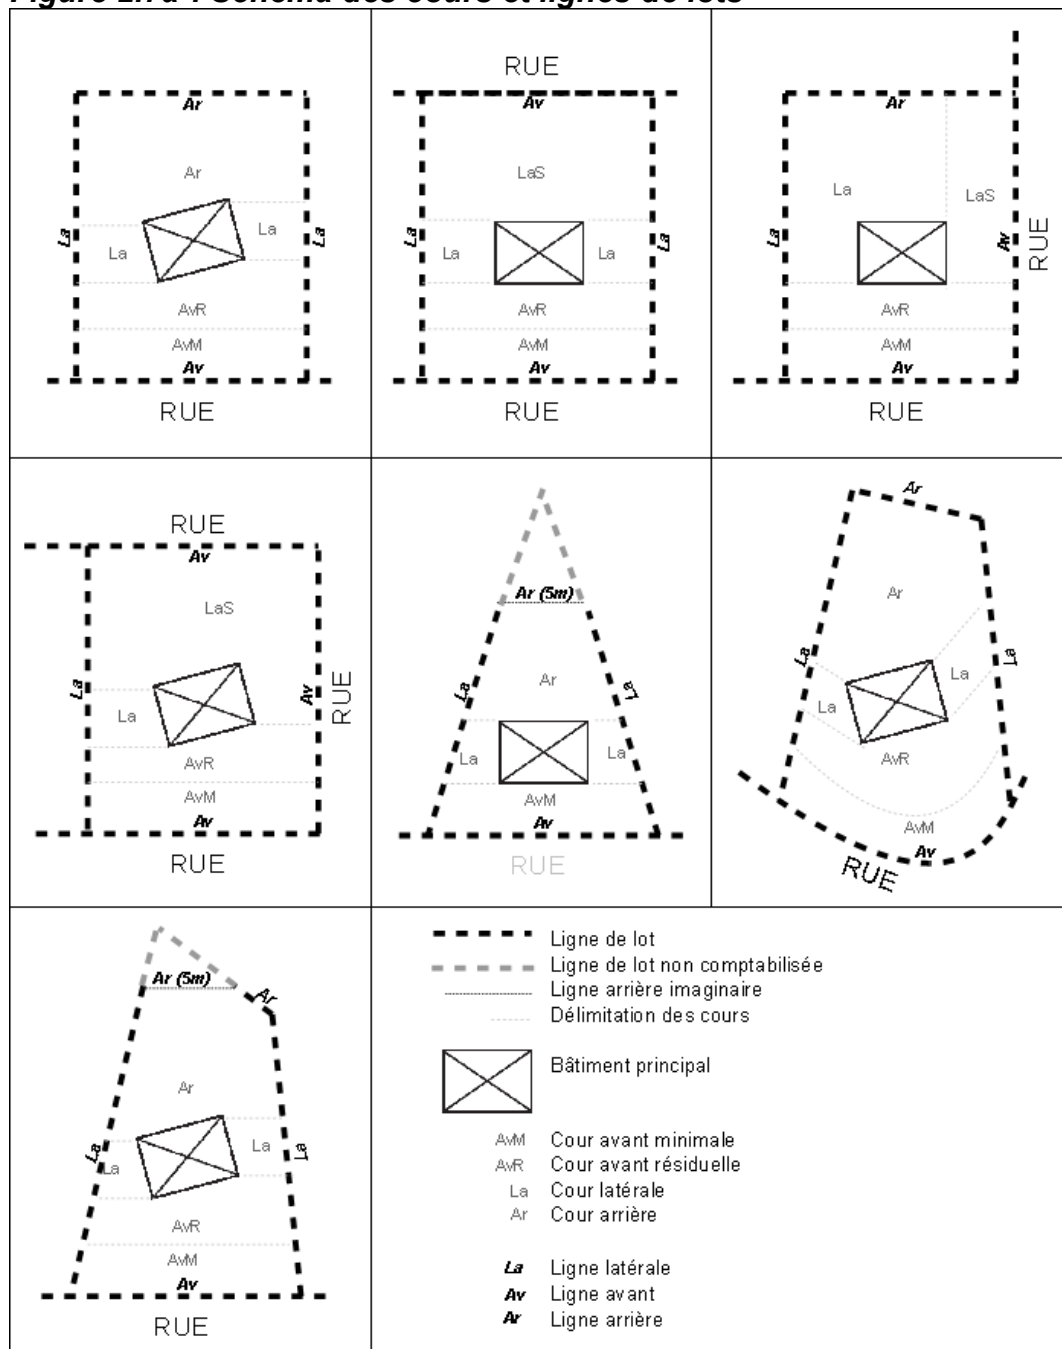 Figure 2.7a : Schéma des cours et lignes de lots
Ar
Ar
La
La
La
La
AvR
AvM
Av
RUE
RUE
Av
LaS
La
La
La
La
AvR
AvM
Av
RUE
Ar
La
LaS
La
Av
RUE
AvR
AvM
Av
RUE
RUE
Av
LaS
La
La
Av
RUE
AvR
AvM
Av
RUE
Ar (5m)
Ar
La
La
La
La
AvM
Av
RUE
Ar
Ar
La
La
La
La
AvR
AvM
Av
RUE
Ar (5m)
Ar
Ar
La
La
La
La
AvR
AvM
Av
RUE
Ligne de lot
Ligne de lot non comptabilisée
Ligne arrière imaginaire
Délimitation des cours
Bâtiment principal
AvM Cour avant minimale
AvR Cour avant résiduelle
La Cour latérale
Ar Cour arrière
La Ligne latérale
Av Ligne avant
Ar Ligne arrière